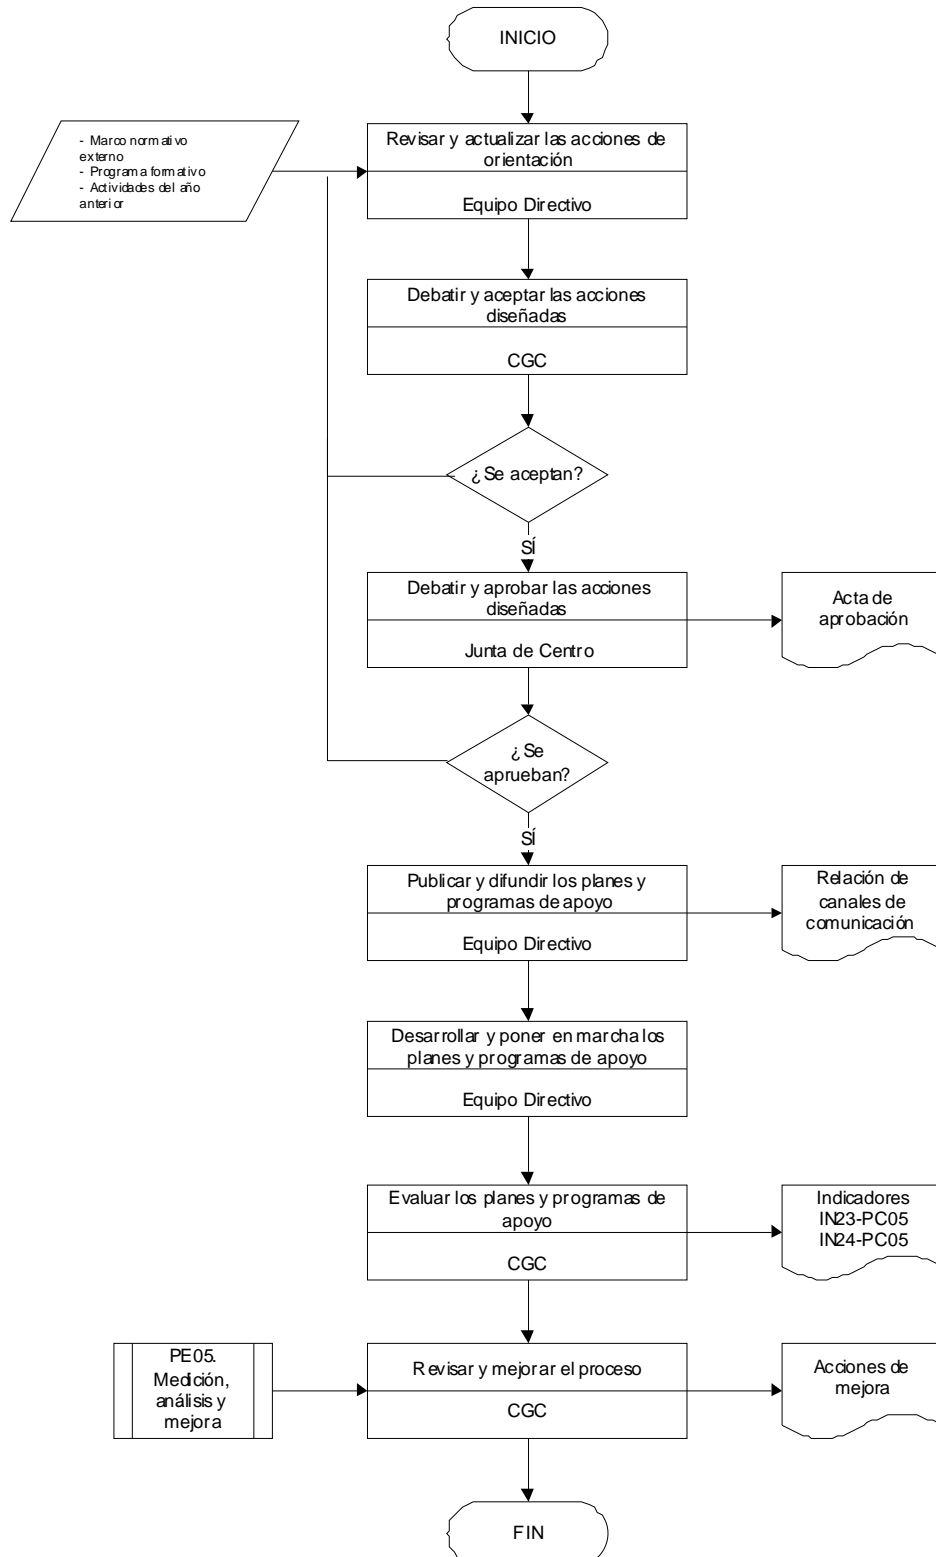 INICIO
- Marco normativo
externo
- Programa formativo
- Actividades del año
anterior
Revisar y actualizar las acciones de
orientación
Equipo Directivo
Debatir y aceptar las acciones
diseñadas
CGC
¿Se aceptan?
SÍ
Debatir y aprobar las acciones
diseñadas
Junta de Centro
Acta de
aprobación
¿Se
aprueban?
SÍ
Publicar y difundir los planes y
programas de apoyo
Equipo Directivo
Relación de
canales de
comunicación
Desarrollar y poner en marcha los
planes y programas de apoyo
Equipo Directivo
Evaluar los planes y programas de
apoyo
CGC
Indicadores
IN23-PC05
IN24-PC05
PE05.
Medición,
análisis y
mejora
Revisar y mejorar el proceso
CGC
Acciones de
mejora
FIN